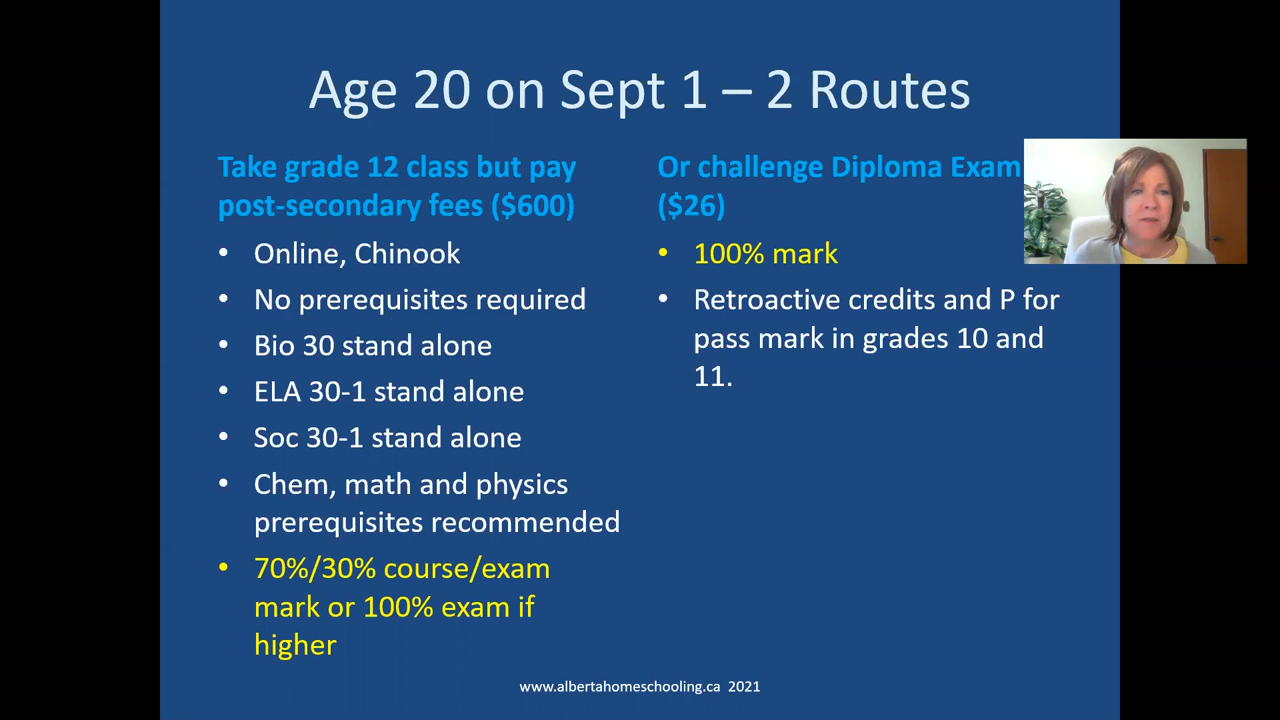 Age 20 on Sept 1 – 2 Routes
Take grade 12 class but pay
post-secondary fees ($600)
• Online, Chinook
• No prerequisites required
• Bio 30 stand alone
• ELA 30-1 stand alone
• Soc 30-1 stand alone
• Chem, math and physics
prerequisites recommended
• 70%/30% course/exam
mark or 100% exam if
higher
Or challenge Diploma Exam
($26)
• 100% mark
• Retroactive credits and P for
pass mark in grades 10 and
11.
www.albertahomeschooling.ca 2021